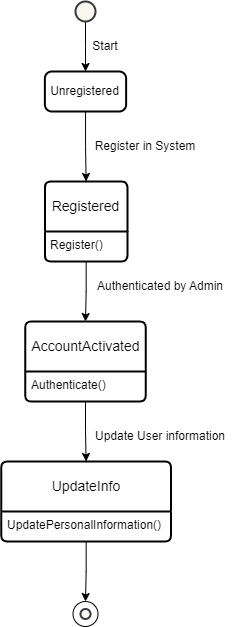 Start
Unregistered
Register in System
Registered
Register()
Authenticated by Admin
AccountActivated
Authenticate()
Update User information
UpdateInfo
UpdatePersonalInformation()